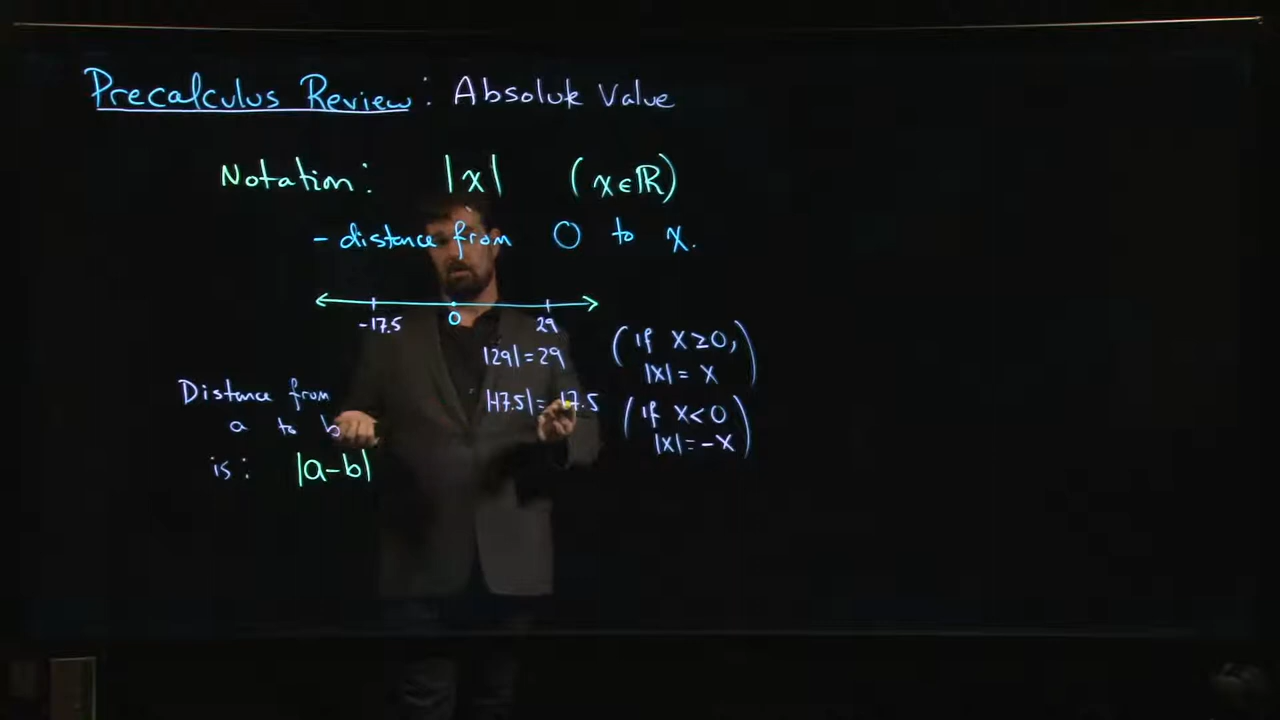 Precalculus Review: Absolute Value
Notation: |x| (x∈ℝ)
- distance from 0 to x.
-17.5 0 29
|29| = 29
(if x ≥ 0,
|x| = x)
|-17.5| = 17.5
(if x < 0
|x| = -x)
Distance from
a to b
is: |a-b|